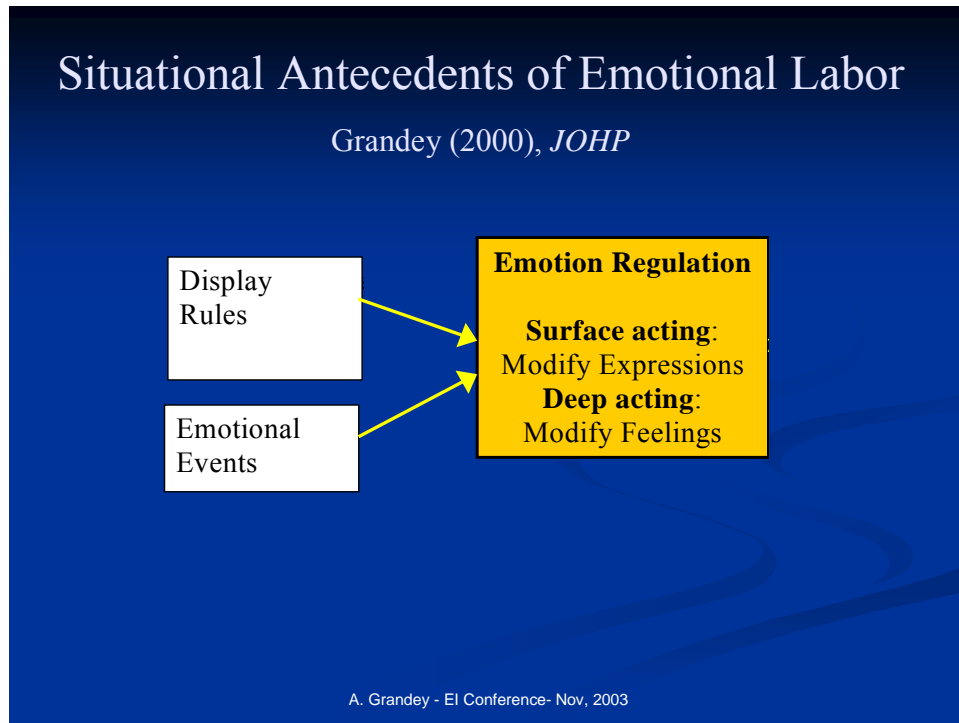 Situational Antecedents of Emotional Labor
Grandey (2000), JOHP
Display
Rules
Emotional
Events
Emotion Regulation
Surface acting:
Modify Expressions
Deep acting:
Modify Feelings
A. Grandey - EI Conference- Nov, 2003